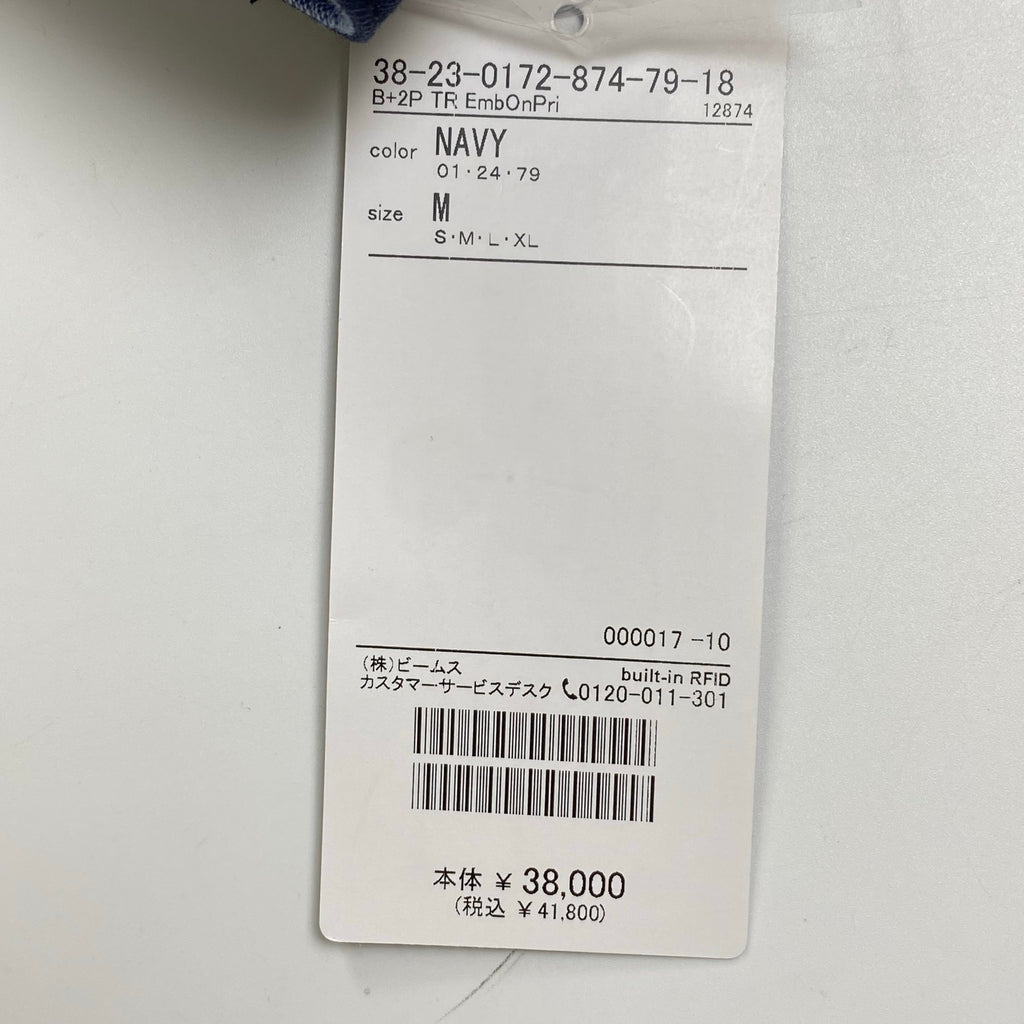 38-23-0172-874-79-18
B+2P TR EmbOnPri 12874
color NAVY
01・24・79
size M
S・M・L・XL
000017 -10
(株)ビームス built-in RFID
カスタマーサービスデスク 0120-011-301
本体 ¥ 38,000
(税込 ¥41,800)